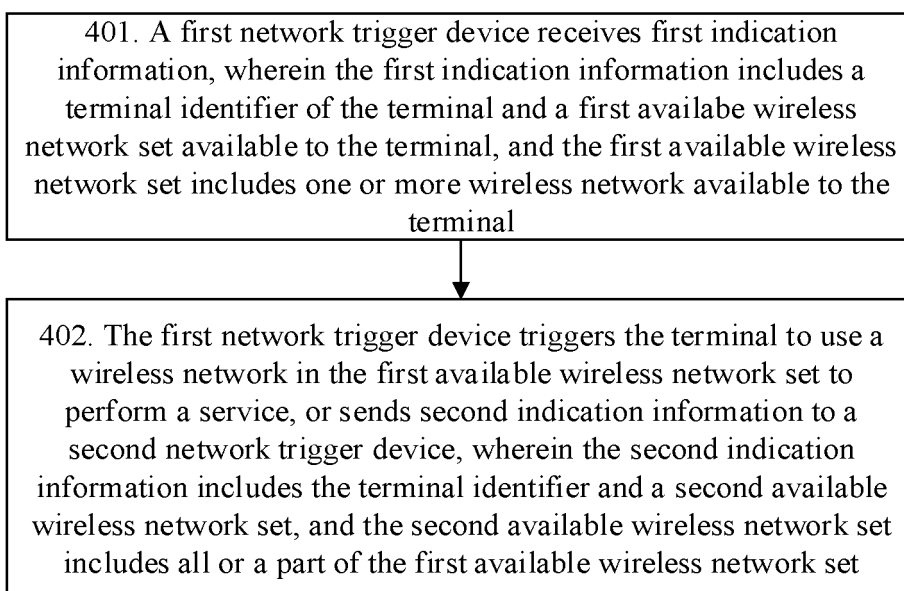 401. A first network trigger device receives first indication
information, wherein the first indication information includes a
terminal identifier of the terminal and a first availabe wireless
network set available to the terminal, and the first available wireless
network set includes one or more wireless network available to the
terminal
402. The first network trigger device triggers the terminal to use a
wireless network in the first available wireless network set to
perform a service, or sends second indication information to a
second network trigger device, wherein the second indication
information includes the terminal identifier and a second available
wireless network set, and the second available wireless network set
includes all or a part of the first available wireless network set